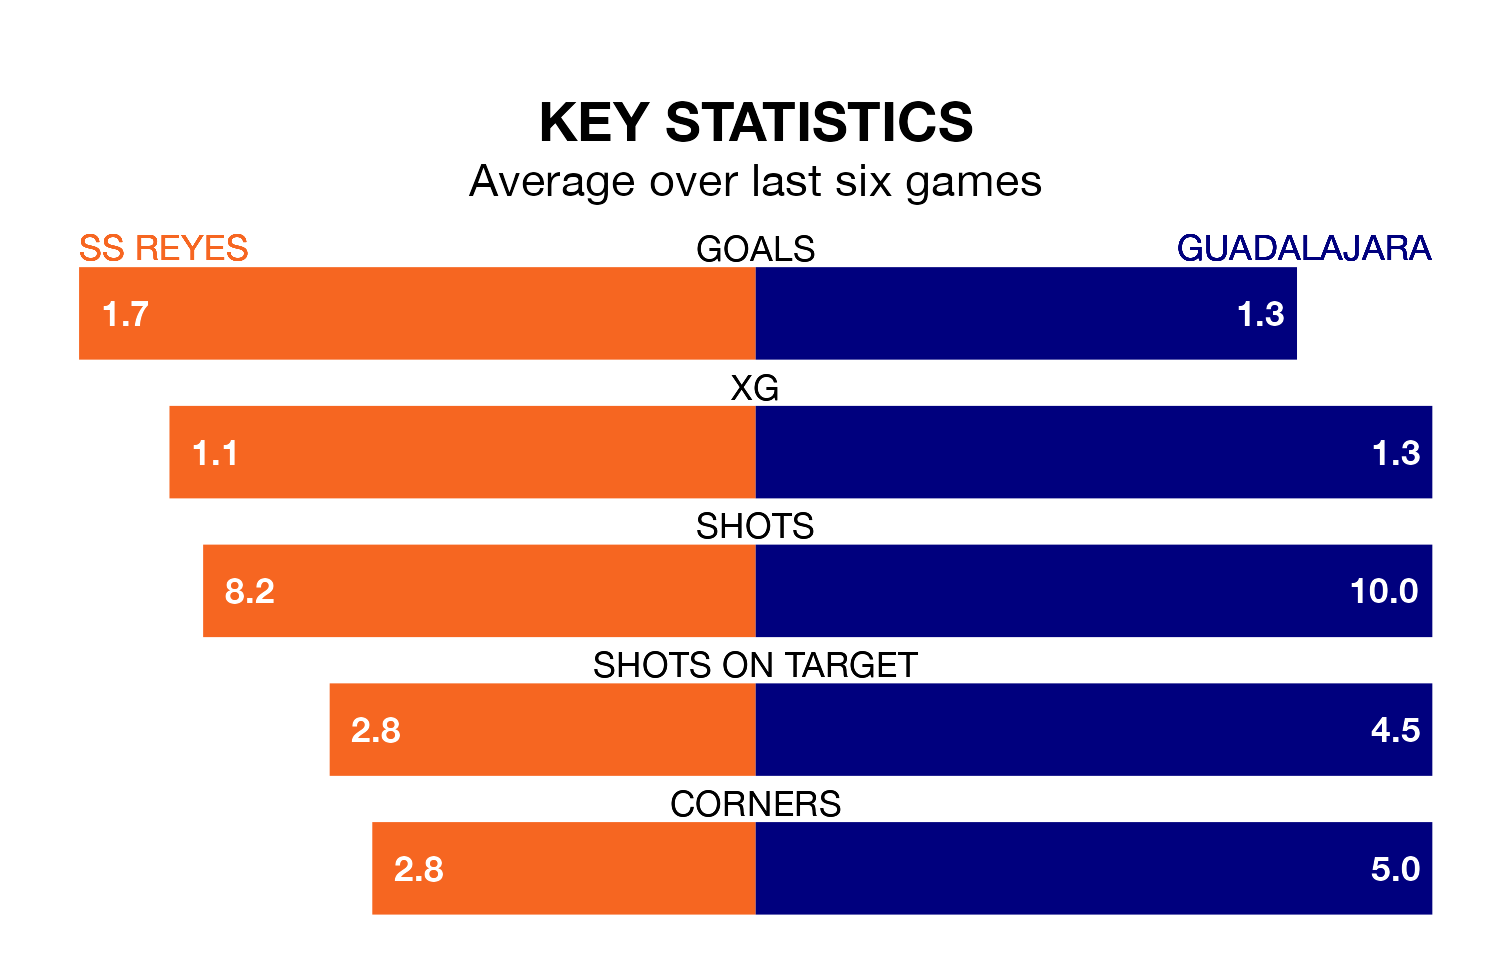 KEY STATISTICS
Average over last six games
SS REYES GOALS GUADALAJARA
1.7 1.3
XG
1.1 1.3
SHOTS
8.2 10.0
SHOTS ON TARGET
2.8 4.5
CORNERS
2.8 5.0